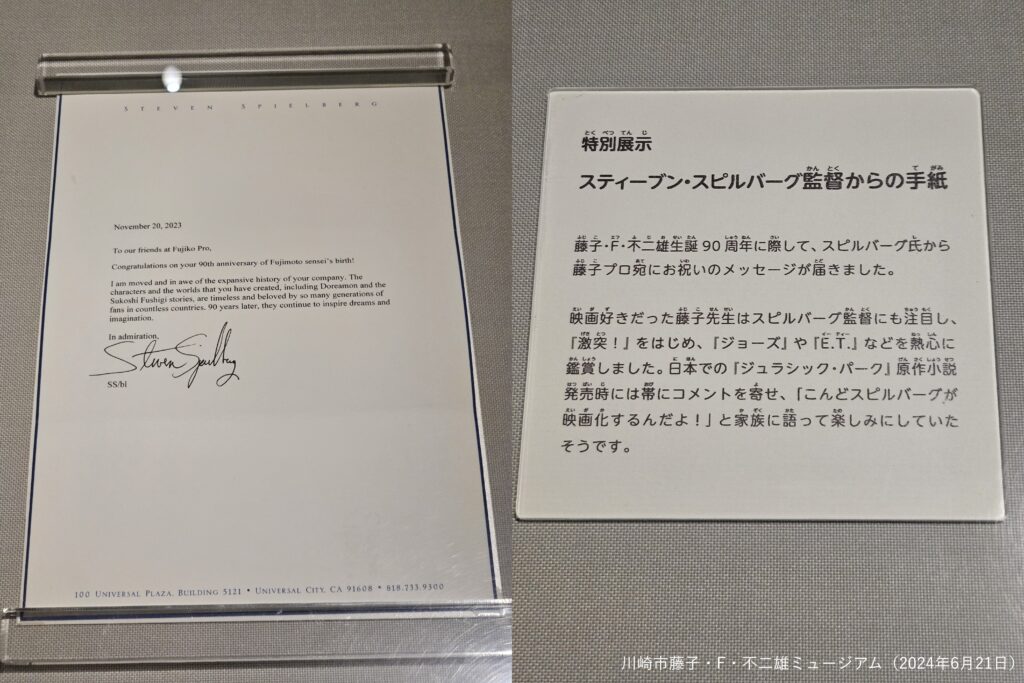 STEVEN SPIELBERG
November 20, 2023
To our friends at Fujiko Pro,
Congratulations on your 90th anniversary of Fujimoto sensei's birth!
I am moved and in awe of the expansive history of your company. The
characters and the worlds that you have created, including Doreamon and the
Sukoshi Fushigi stories, are timeless and beloved by so many generations of
fans in countless countries. 90 years later, they continue to inspire dreams and
imagination.
In admiration,
Steven Spielberg
SS/bi
100 UNIVERSAL PLAZA, BUILDING 5121 • UNIVERSAL CITY, CA 91608 • 818.733.9300
特別展示
スティーブン・スピルバーグ監督からの手紙
藤子・F・不二雄生誕90周年に際して、スピルバーグ氏から
藤子プロ宛にお祝いのメッセージが届きました。
映画好きだった藤子先生はスピルバーグ監督にも注目し、
『激突!』をはじめ、『ジョーズ』や『E.T.』などを熱心に
鑑賞しました。日本での『ジュラシック・パーク』原作小説
発売時には帯にコメントを寄せ、「こんどスピルバーグが
映画化するんだよ!」と家族に語って楽しみにしていた
そうです。
川崎市藤子・F・不二雄ミュージアム（2024年6月21日）